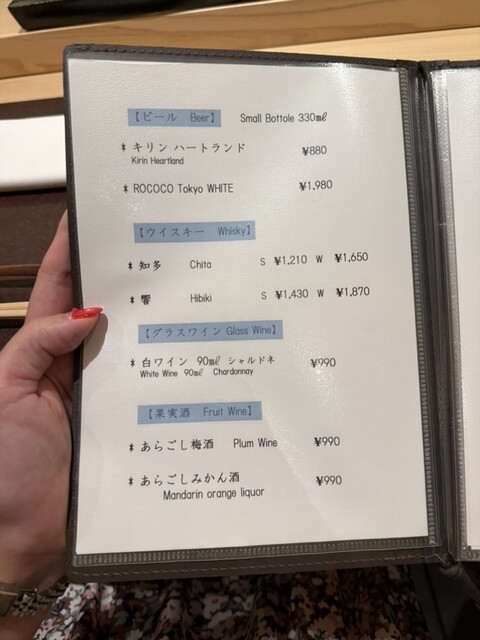 【ビール Beer】 Small Bottole 330㎖
* キリン ハートランド ¥880
Kirin Heartland
* ROCOCO Tokyo WHITE ¥1,980
【ウイスキー Whisky】
* 知多 Chita S ¥1,210 W ¥1,650
* 響 Hibiki S ¥1,430 W ¥1,870
【グラスワイン Glass Wine】
* 白ワイン 90㎖ シャルドネ ¥990
White Wine 90㎖ Chardonnay
【果実酒 Fruit Wine】
* あらごし梅酒 Plum Wine ¥990
* あらごしみかん酒 ¥990
Mandarin orange liquor